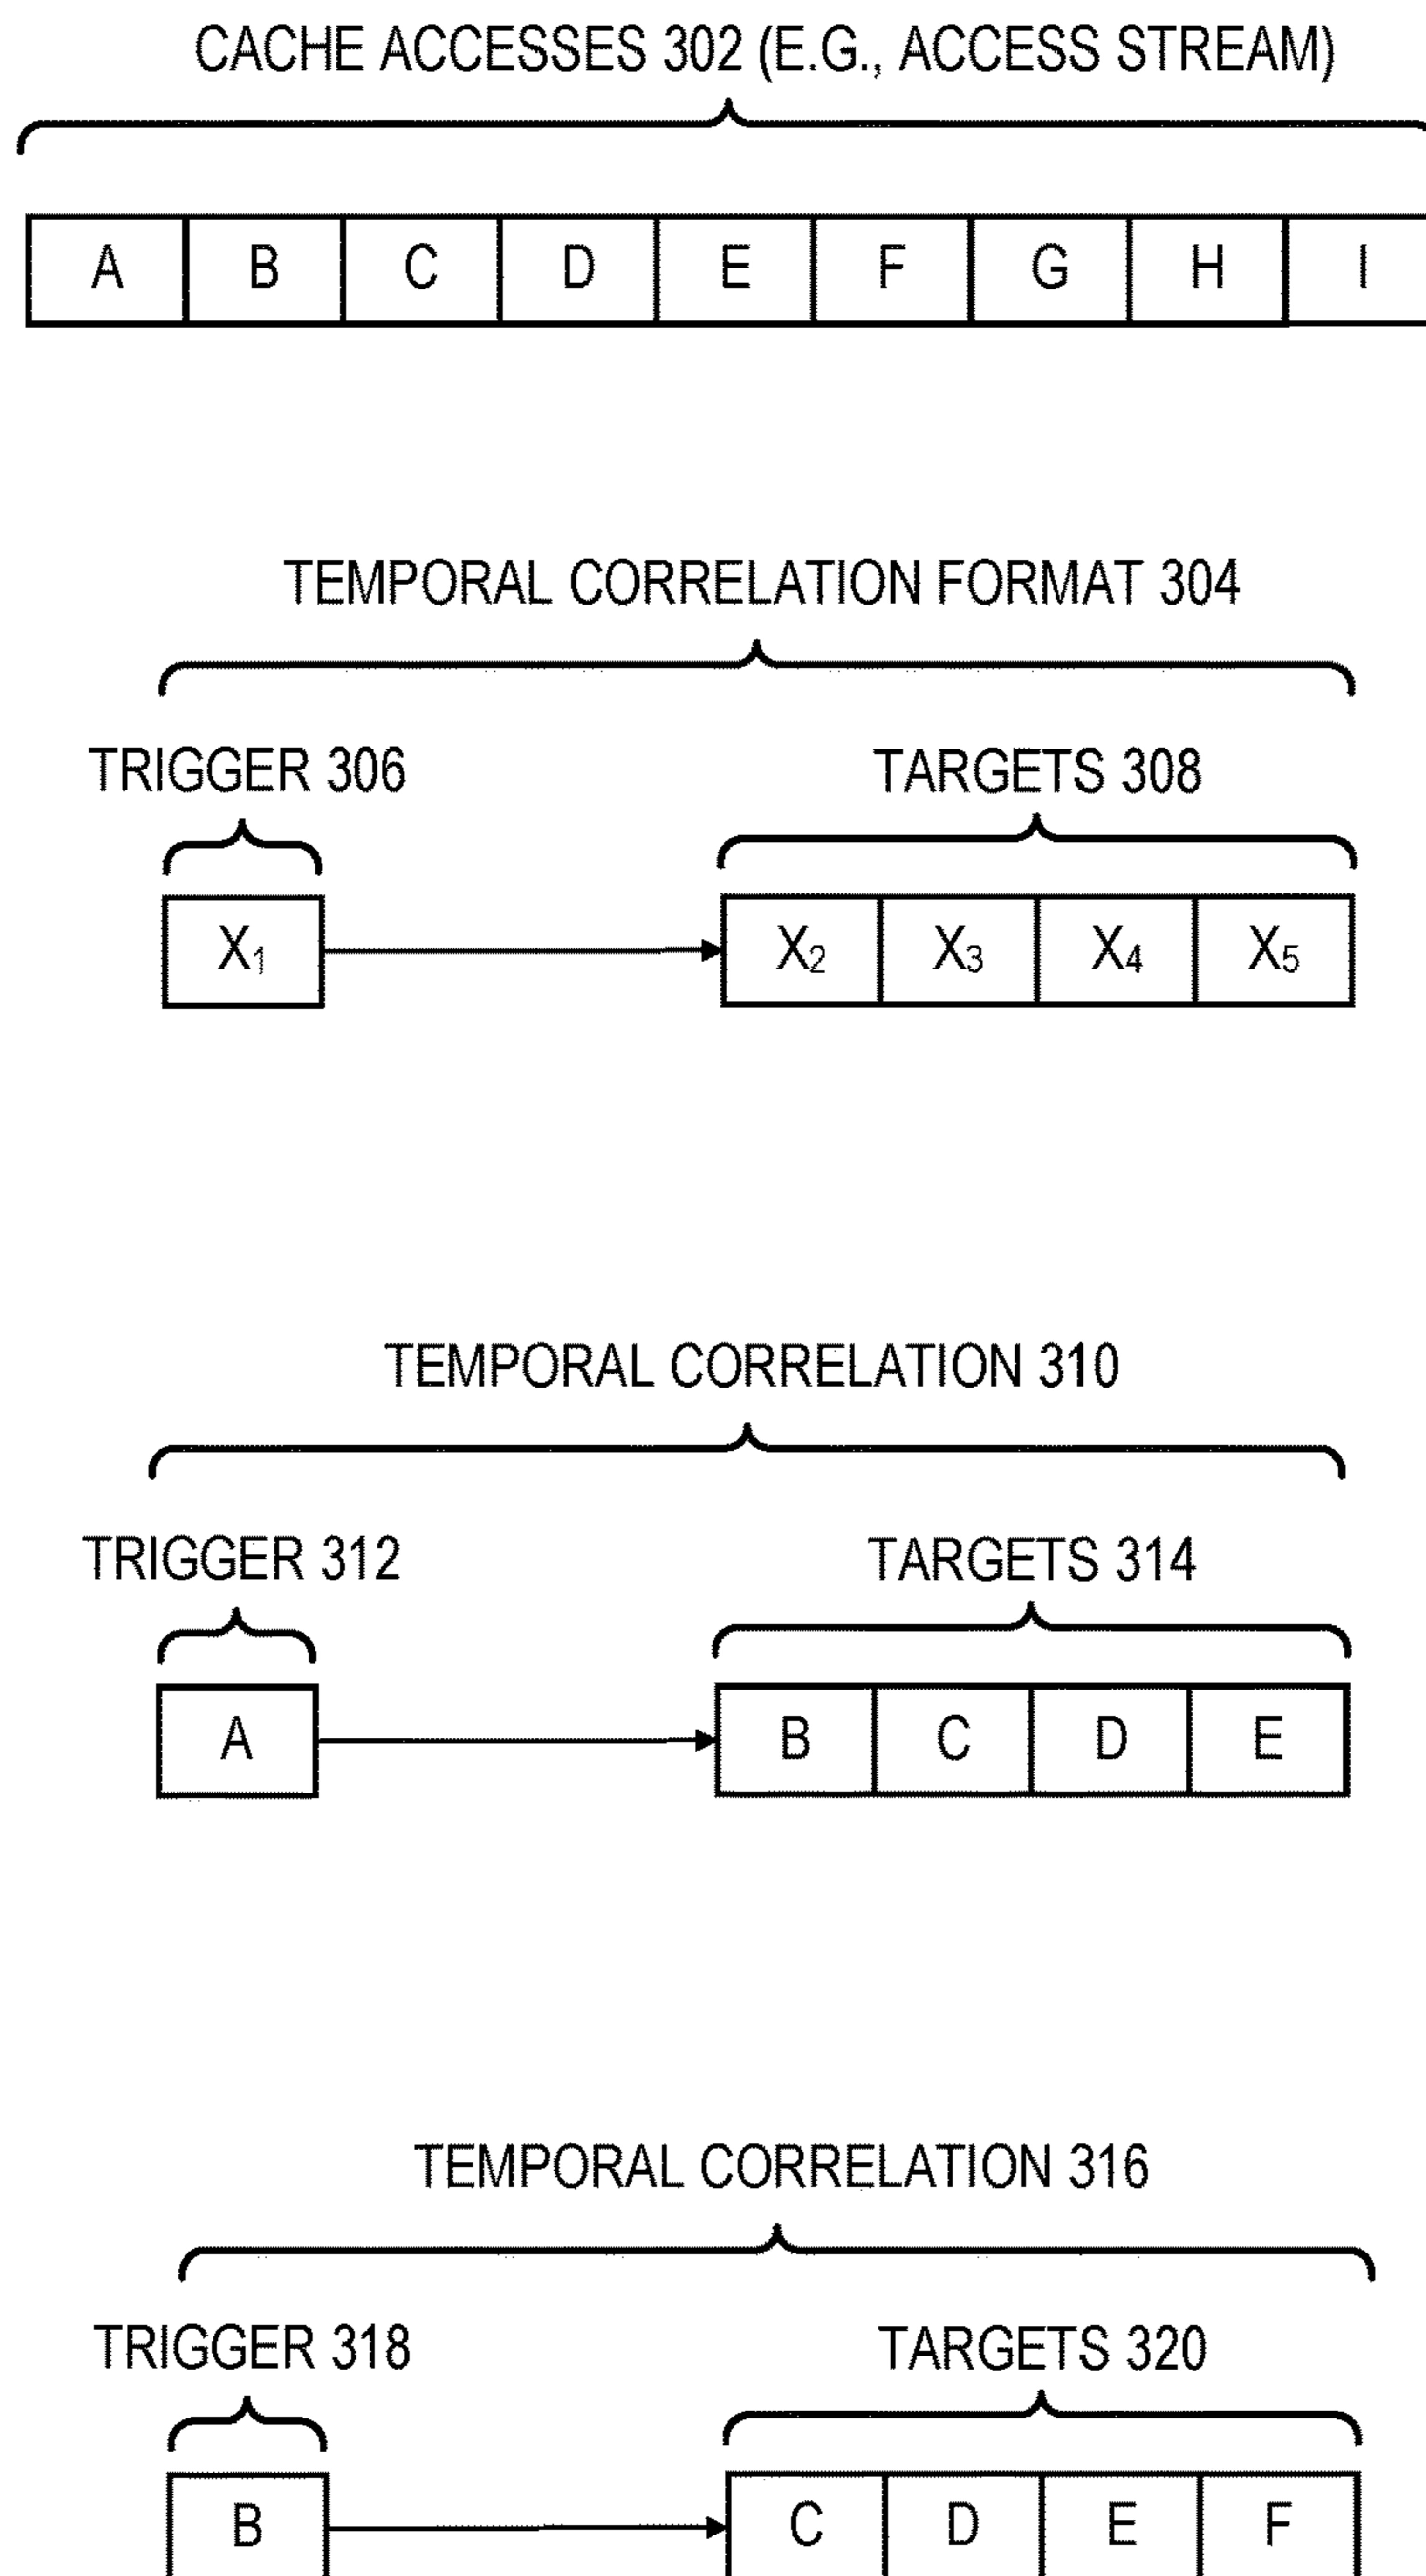 CACHE ACCESSES 302 (E.G., ACCESS STREAM)
A B C D E F G H I
TEMPORAL CORRELATION FORMAT 304
TRIGGER 306 TARGETS 308
X₁ X₂ X₃ X₄ X₅
TEMPORAL CORRELATION 310
TRIGGER 312 TARGETS 314
A B C D E
TEMPORAL CORRELATION 316
TRIGGER 318 TARGETS 320
B C D E F